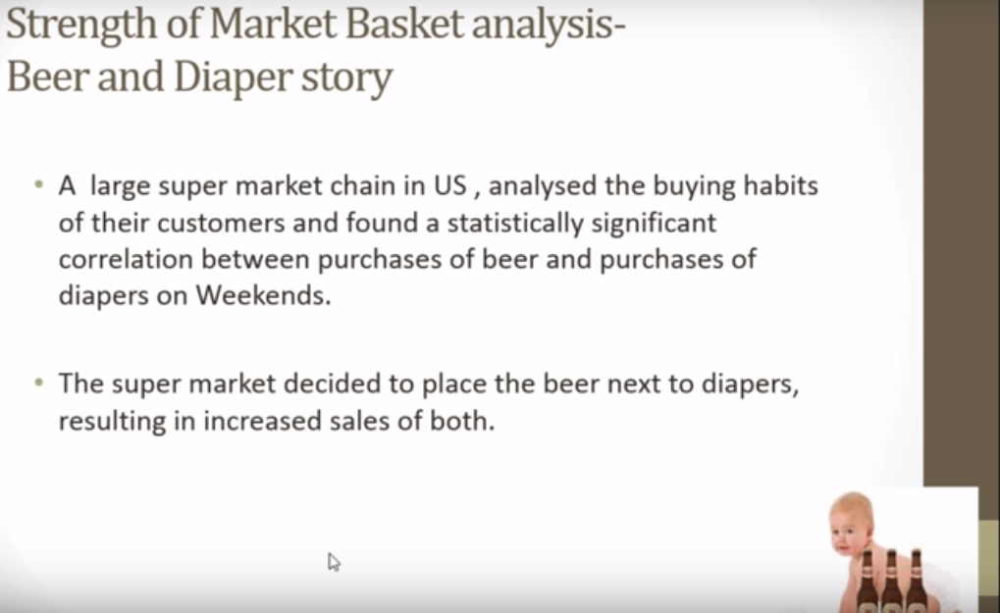 Strength of Market Basket analysis-
Beer and Diaper story
• A large super market chain in US , analysed the buying habits
of their customers and found a statistically significant
correlation between purchases of beer and purchases of
diapers on Weekends.
• The super market decided to place the beer next to diapers,
resulting in increased sales of both.